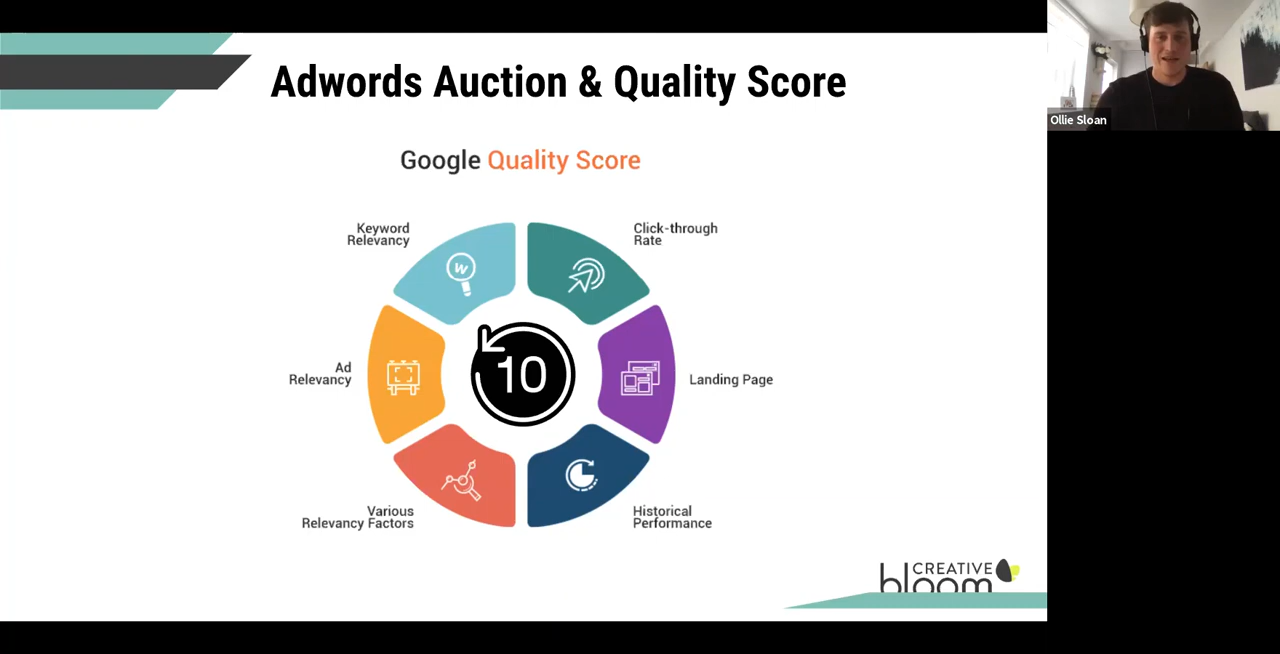 Adwords Auction & Quality Score
Ollie Sloan
Google Quality Score
Keyword
Relevancy
Click-through
Rate
W
Ad
Relevancy
10
Landing Page
Various
Relevancy Factors
Historical
Performance
CREATIVE
bloom